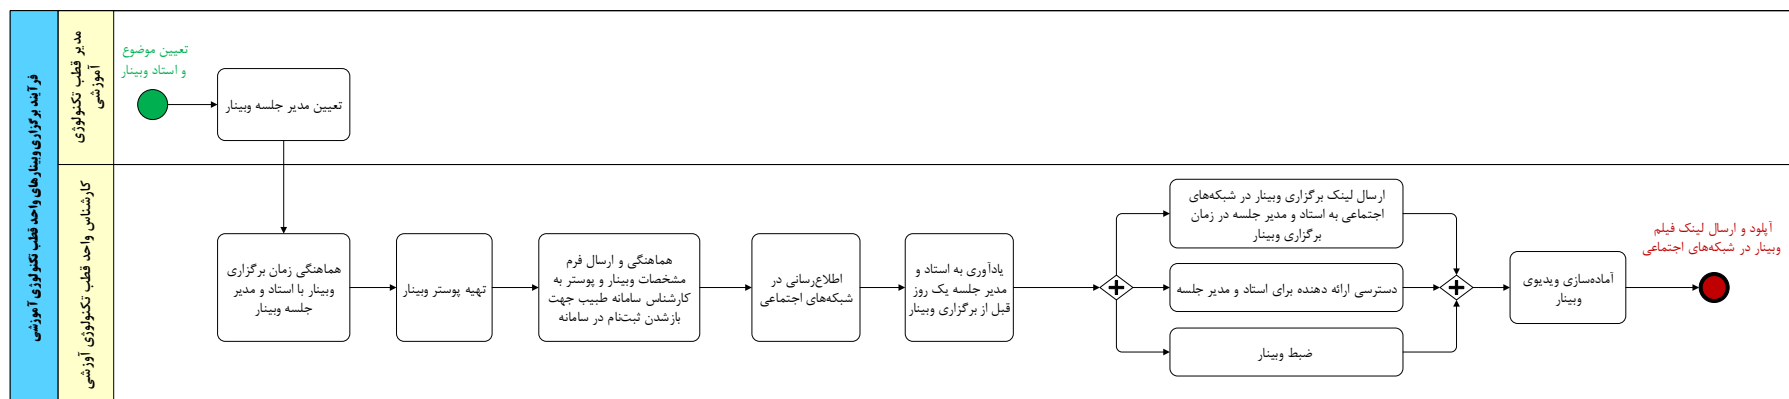 فرآیند برگزاری وبینارهای واحد قطب تکنولوژی آموزشی
مدیر قطب تکنولوژی
آموزشی
تعیین موضوع
و استاد وبینار
تعیین مدیر جلسه وبینار
کارشناس واحد قطب تکنولوژی آوزشی
هماهنگی زمان برگزاری
وبینار با استاد و مدیر
جلسه وبینار
تهیه پوستر وبینار
هماهنگی و ارسال فرم
مشخصات وبینار و پوستر به
کارشناس سامانه طبیب جهت
بازشدن ثبت‌نام در سامانه
اطلاع‌رسانی در
شبکه‌های اجتماعی
یادآوری به استاد و
مدیر جلسه یک روز
قبل از برگزاری وبینار
ارسال لینک برگزاری وبینار در شبکه‌های
اجتماعی به استاد و مدیر جلسه در زمان
برگزاری وبینار
دسترسی ارائه دهنده برای استاد و مدیر جلسه
ضبط وبینار
آماده‌سازی ویدیوی
وبینار
آپلود و ارسال لینک فیلم
وبینار در شبکه‌های اجتماعی